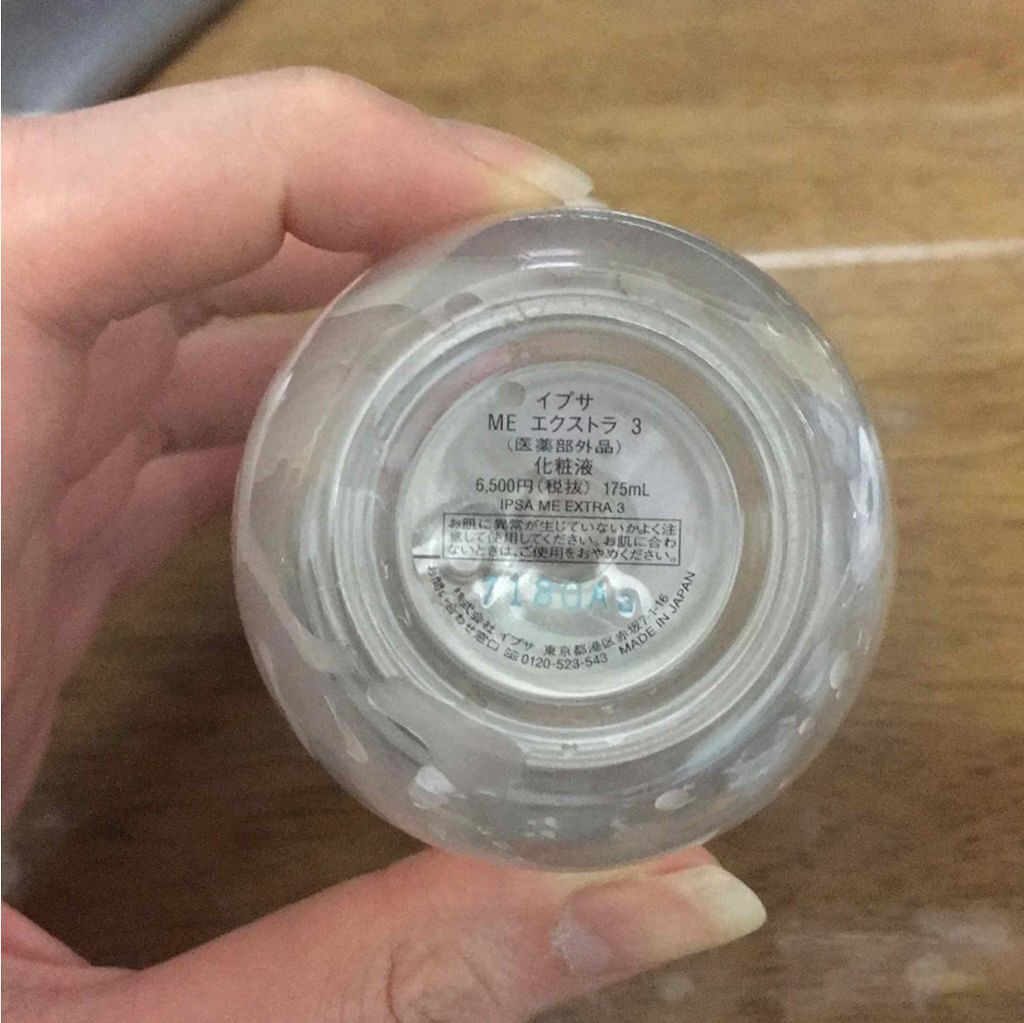 イプサ
ME エクストラ 3
(医薬部外品)
化粧液
6,500円(税抜) 175mL
IPSA ME EXTRA 3
お肌に異常が生じていないかよく注
意して使用してください。お肌に合わ
ないときは、ご使用をおやめください。
7180A
株式会社 イプサ 東京都港区赤坂7-1-16
お問い合わせ窓口 0120-523-543 MADE IN JAPAN